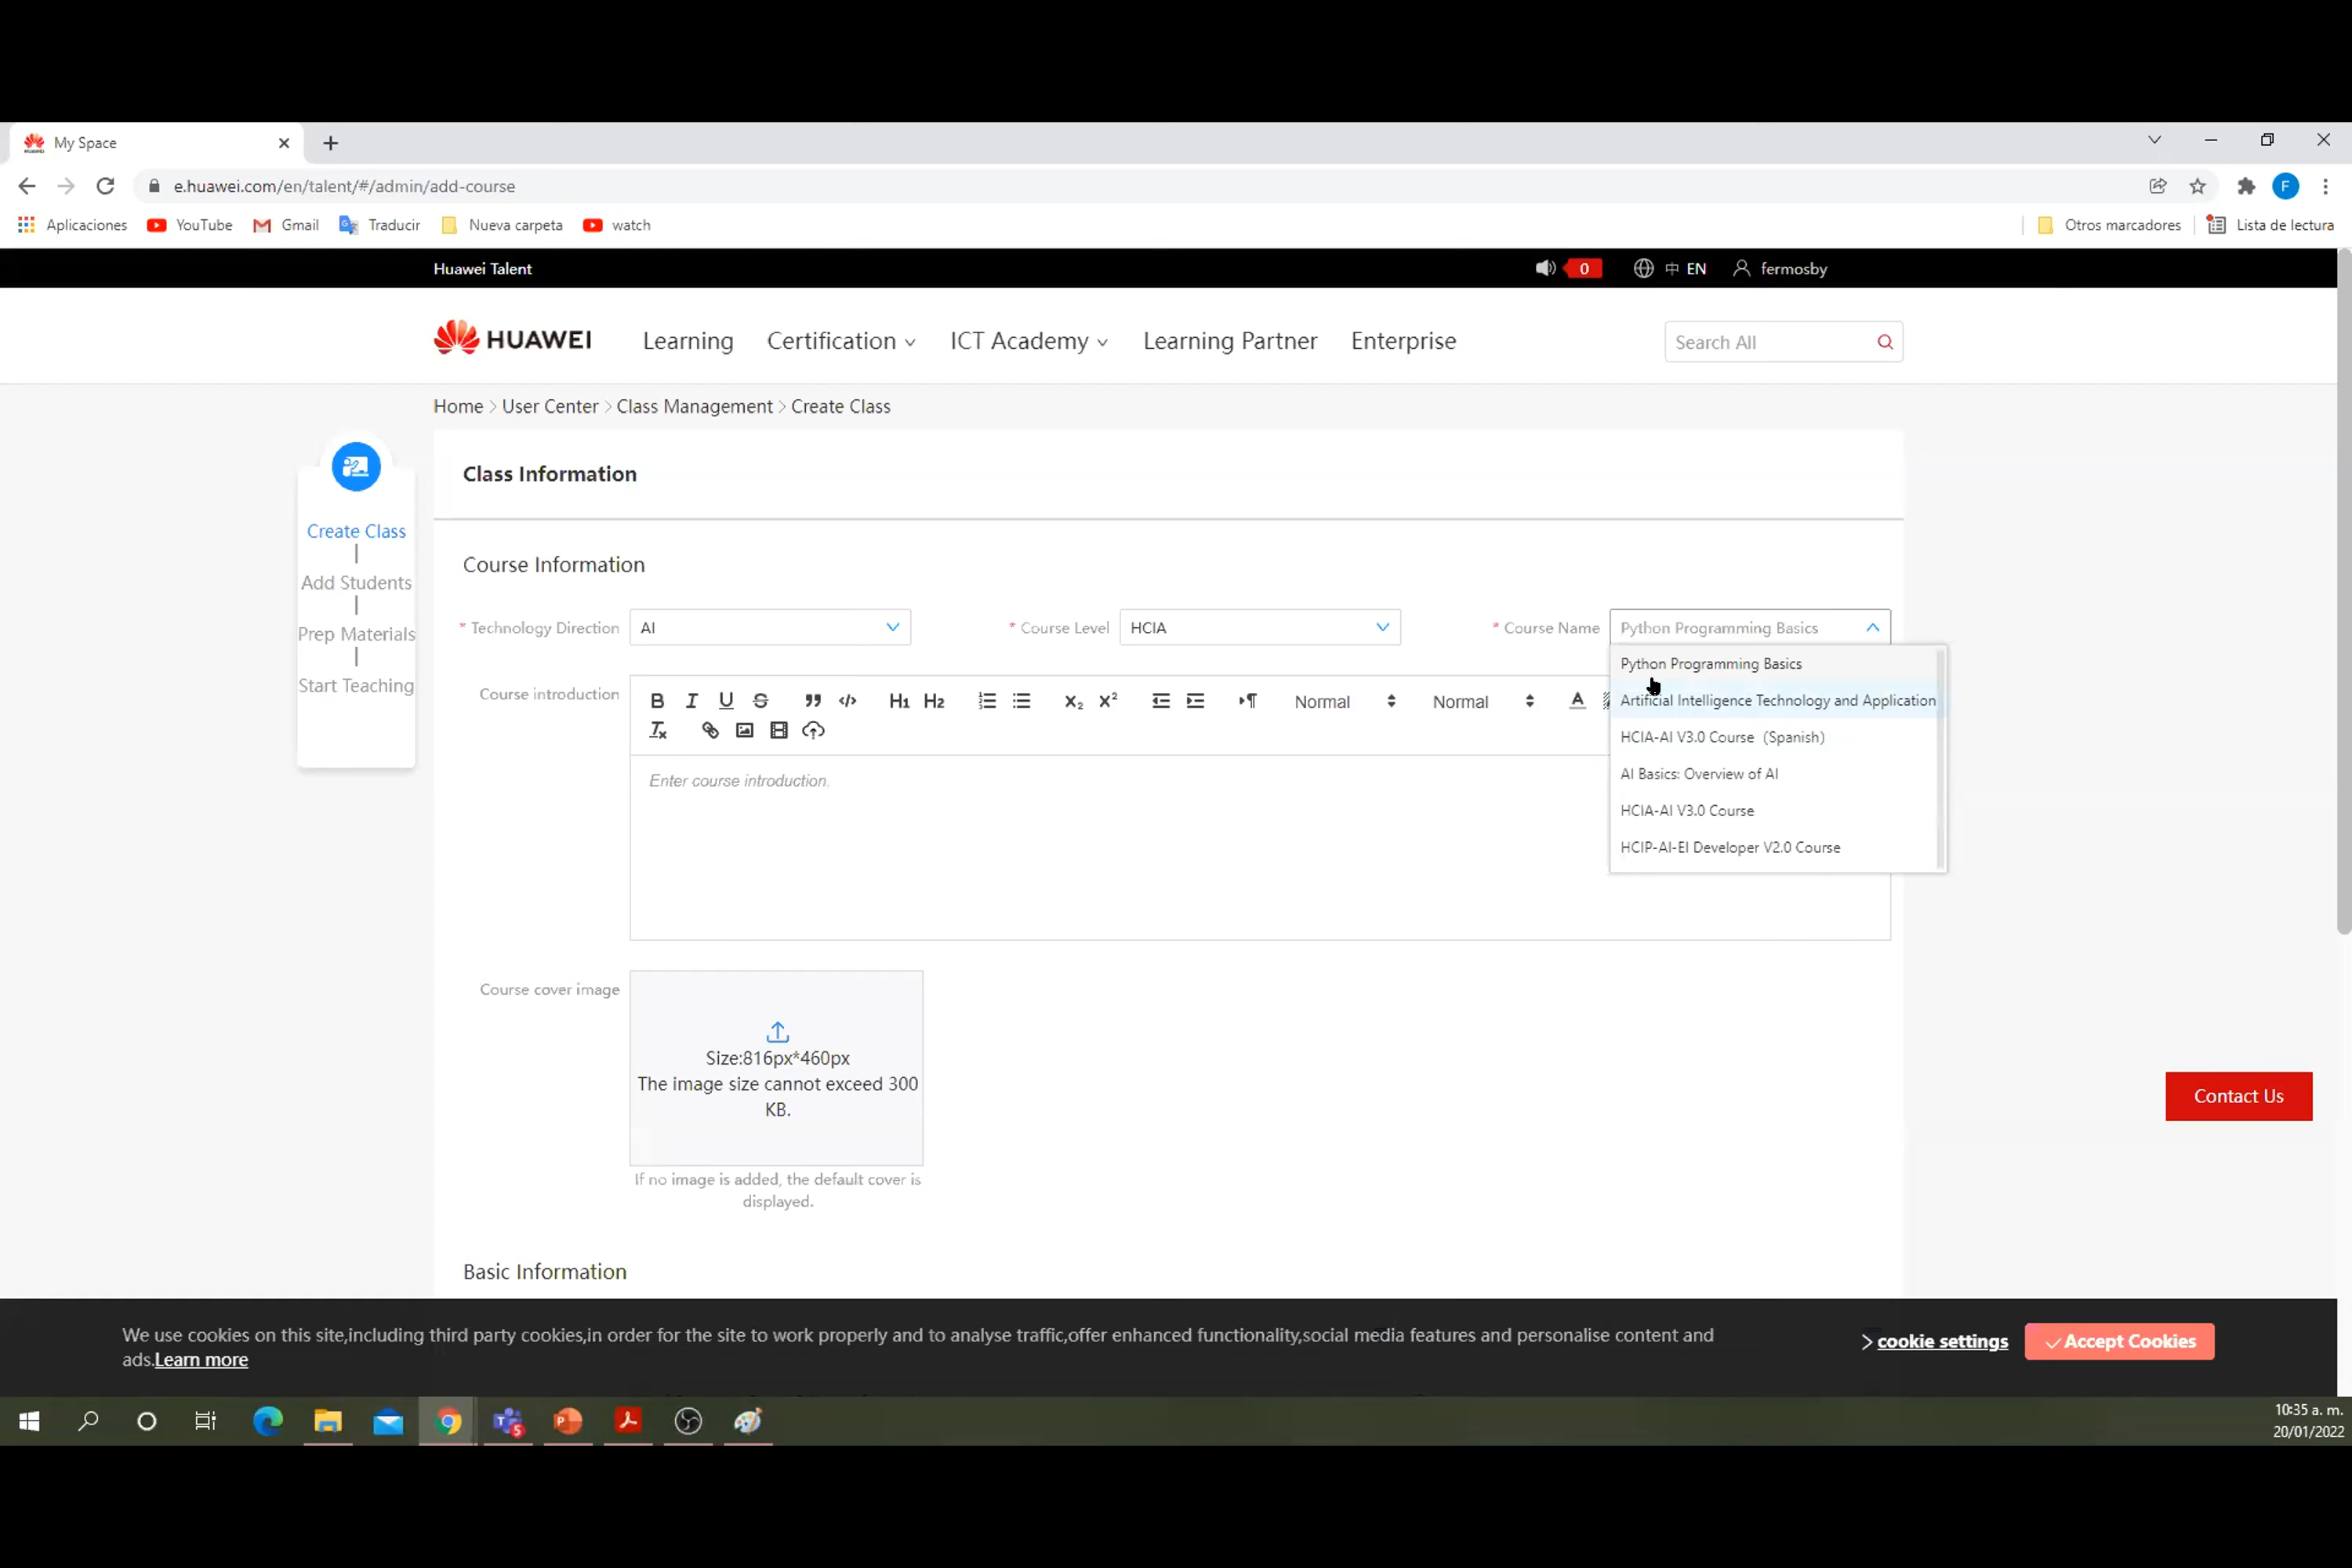 My Space
e.huawei.com/en/talent/#/admin/add-course
Aplicaciones YouTube Gmail Traducir Nueva carpeta watch Otros marcadores Lista de lectura
Huawei Talent 0 中 EN fermosby
HUAWEI Learning Certification ICT Academy Learning Partner Enterprise Search All
Home > User Center > Class Management > Create Class
Class Information
Create Class
Add Students
Prep Materials
Start Teaching
Course Information
* Technology Direction AI * Course Level HCIA * Course Name Python Programming Basics
Python Programming Basics
Artificial Intelligence Technology and Application
HCIA-AI V3.0 Course (Spanish)
AI Basics: Overview of AI
HCIA-AI V3.0 Course
HCIP-AI-EI Developer V2.0 Course
Course introduction B I U S H1 H2 X2 X2 Normal Normal A
Enter course introduction.
Course cover image
Size:816px*460px
The image size cannot exceed 300
KB.
If no image is added, the default cover is
displayed.
Contact Us
Basic Information
We use cookies on this site,including third party cookies,in order for the site to work properly and to analyse traffic,offer enhanced functionality,social media features and personalise content and
ads.Learn more
> cookie settings Accept Cookies
10:35 a. m.
20/01/2022